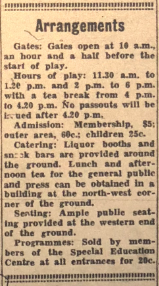 Arrangements
Gates: Gates open at 10 a.m.,
an hour and a half before the
start of play.
Hours of play: 11.30 a.m. to
1.20 p.m. and 2 p.m. to 6 p.m.
with a tea break from 4 p.m.
to 4.20 p.m. No passouts will be
issued after 4.20 p.m.
Admission: Membership, $5;
outer area, 60c.; children 25c.
Catering: Liquor booths and
snack bars are provided around
the ground. Lunch and after-
noon tea for the general public
and press can be obtained in a
building at the north-west cor-
ner of the ground.
Seating: Ample public seat-
ing provided at the western end
of the ground.
Programmes: Sold by mem-
bers of the Special Education
Centre at all entrances for 20c.